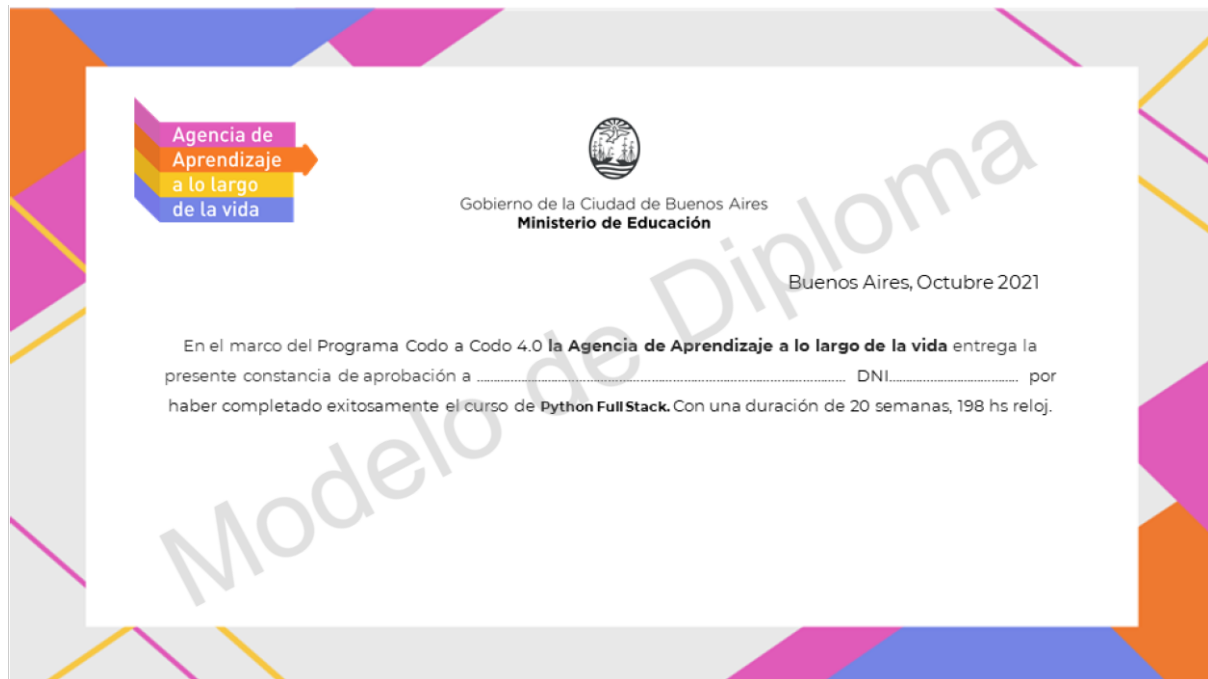 Agencia de
Aprendizaje
a lo largo
de la vida
Gobierno de la Ciudad de Buenos Aires
Ministerio de Educación
Buenos Aires, Octubre 2021
En el marco del Programa Codo a Codo 4.0 la Agencia de Aprendizaje a lo largo de la vida entrega la
presente constancia de aprobación a ........................................ DNI.................... por
haber completado exitosamente el curso de Python Full Stack. Con una duración de 20 semanas, 198 hs reloj.
Modelo de Diploma